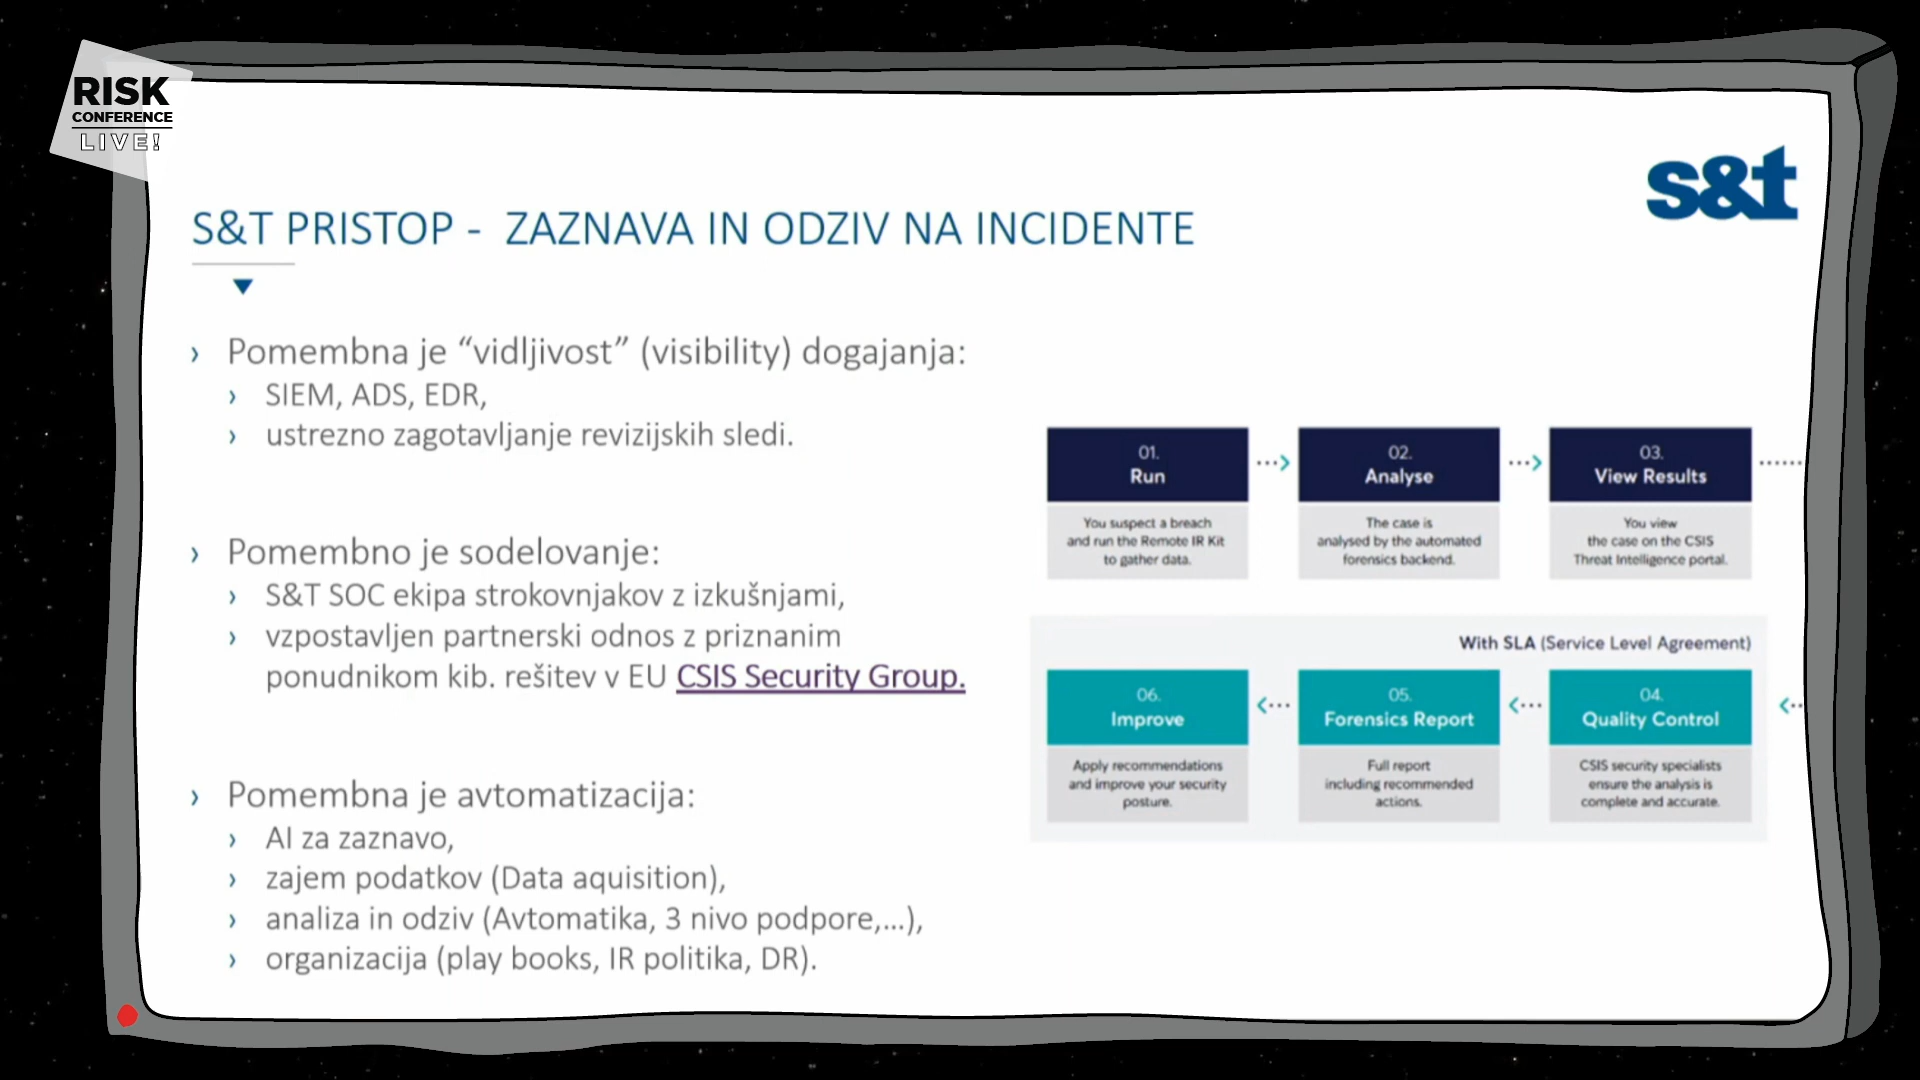 RISK
CONFERENCE
LIVE!
s&t
S&T PRISTOP - ZAZNAVA IN ODZIV NA INCIDENTE
› Pomembna je “vidljivost” (visibility) dogajanja:
› SIEM, ADS, EDR,
› ustrezno zagotavljanje revizijskih sledi.
› Pomembno je sodelovanje:
› S&T SOC ekipa strokovnjakov z izkušnjami,
› vzpostavljen partnerski odnos z priznanim
ponudnikom kib. rešitev v EU CSIS Security Group.
› Pomembna je avtomatizacija:
› AI za zaznavo,
› zajem podatkov (Data aquisition),
› analiza in odziv (Avtomatika, 3 nivo podpore,...),
› organizacija (play books, IR politika, DR).
01.
Run
You suspect a breach
and run the Remote IR Kit
to gather data.
02.
Analyse
The case is
analysed by the automated
forensics backend.
03.
View Results
You view
the case on the CSIS
Threat Intelligence portal.
With SLA (Service Level Agreement)
06.
Improve
Apply recommendations
and improve your security
posture.
05.
Forensics Report
Full report
including recommended
actions.
04.
Quality Control
CSIS security specialists
ensure the analysis is
complete and accurate.